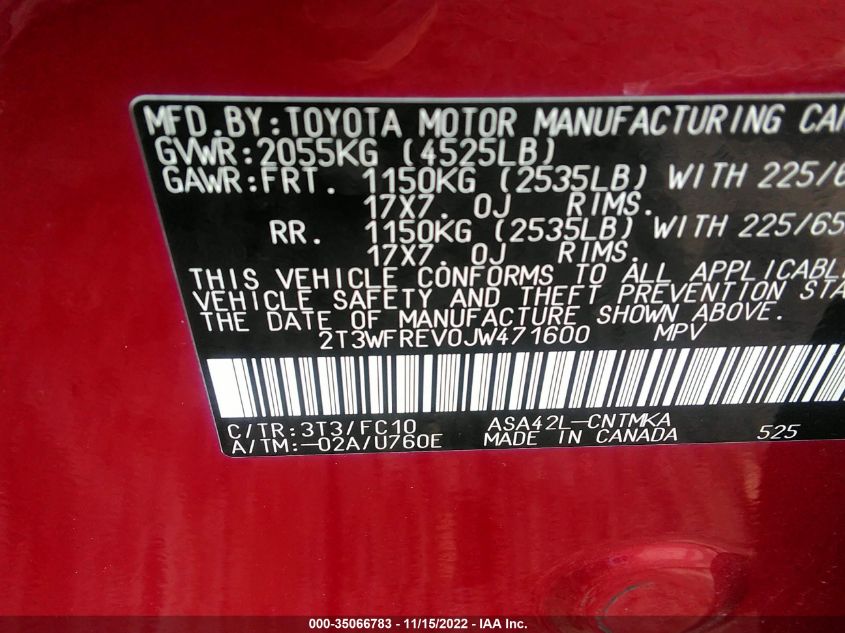 MFD.BY:TOYOTA MOTOR MANUFACTURING CAN
GVWR:2055KG (4525LB)
GAWR:FRT. 1150KG (2535LB) WITH 225/6
17X7. OJ RIMS.
RR. 1150KG (2535LB) WITH 225/65
17X7. OJ RIMS.
THIS VEHICLE CONFORMS TO ALL APPLICABL
VEHICLE SAFETY AND THEFT PREVENTION STA
THE DATE OF MANUFACTURE SHOWN ABOVE.
2T3WFREV0JW471600 MPV
C/TR:3T3/FC10 ASA42L-CNTMKA
A/TM:-02A/U760E MADE IN CANADA 525
000-35066783 - 11/15/2022 - IAA Inc.